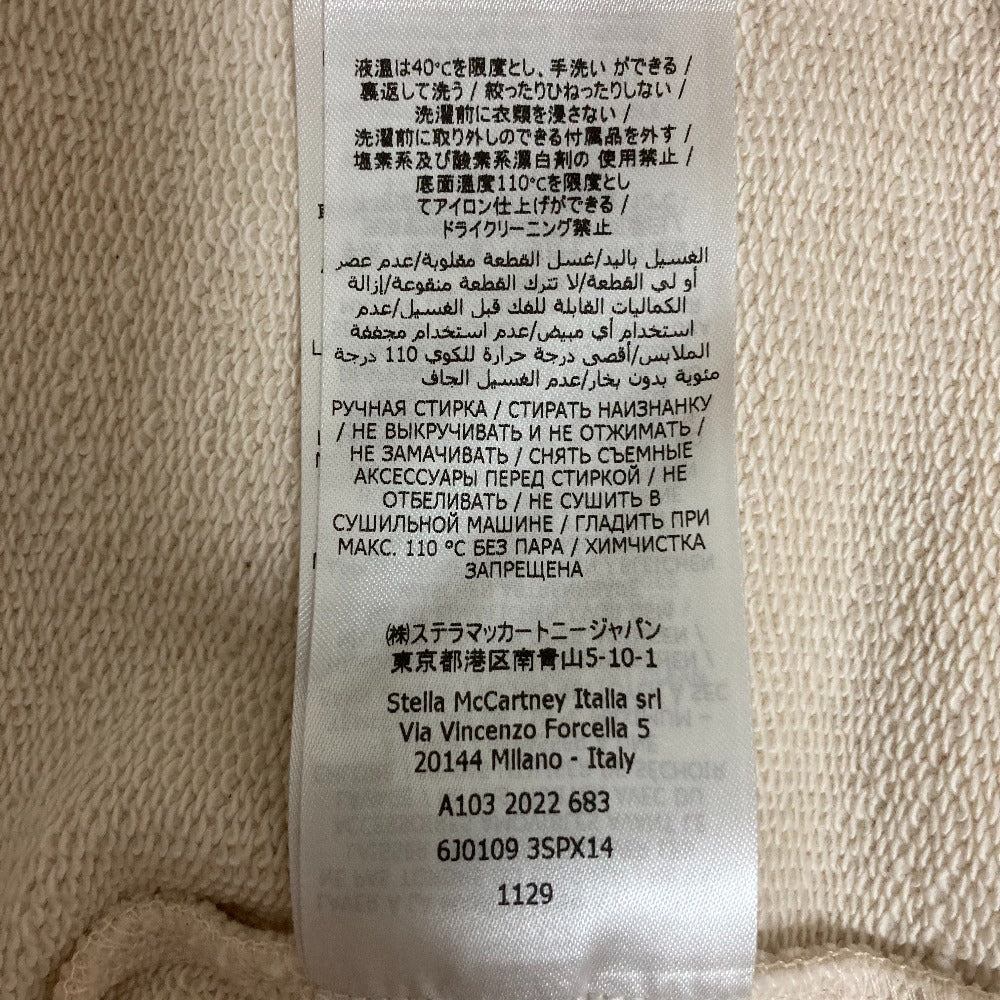 液温は40℃を限度とし、手洗い ができる /
裏返して洗う / 絞ったりひねったりしない /
洗濯前に衣類を浸さない /
洗濯前に取り外しのできる付属品を外す /
塩素系及び酸素系漂白剤の 使用禁止 /
底面温度110℃を限度とし
てアイロン仕上げができる /
ドライクリーニング禁止
الغسيل باليد/غسل القطعة مقلوبة/عدم عصر
أو لي القطعة/لا تترك القطعة منقوعة/إزالة
الكماليات القابلة للفك قبل الغسيل/عدم
استخدام أي مبيض/عدم استخدام مجففة
الملابس/أقصى درجة حرارة للكوي 110 درجة
مئوية بدون بخار/عدم الغسيل الجاف
РУЧНАЯ СТИРКА / СТИРАТЬ НАИЗНАНКУ
/ НЕ ВЫКРУЧИВАТЬ И НЕ ОТЖИМАТЬ /
НЕ ЗАМАЧИВАТЬ / СНЯТЬ СЪЕМНЫЕ
АКСЕССУАРЫ ПЕРЕД СТИРКОЙ / НЕ
ОТБЕЛИВАТЬ / НЕ СУШИТЬ В
СУШИЛЬНОЙ МАШИНЕ / ГЛАДИТЬ ПРИ
МАКС. 110 ºC БЕЗ ПАРА / ХИМЧИСТКА
ЗАПРЕЩЕНА
㈱ステラマッカートニージャパン
東京都港区南青山5-10-1
Stella McCartney Italia srl
Via Vincenzo Forcella 5
20144 Milano - Italy
A103 2022 683
6J0109 3SPX14
1129